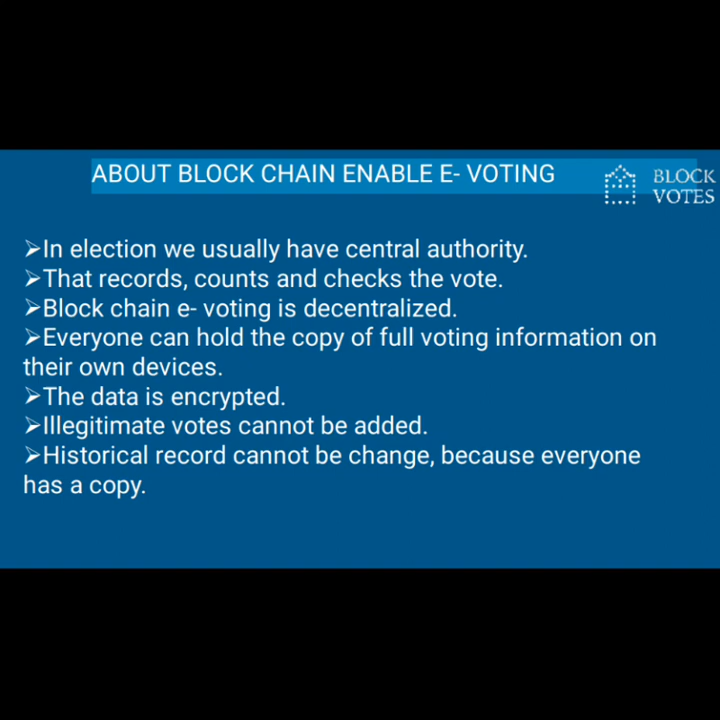 ABOUT BLOCK CHAIN ENABLE E- VOTING
BLOCK
VOTES
➢In election we usually have central authority.
➢That records, counts and checks the vote.
➢Block chain e- voting is decentralized.
➢Everyone can hold the copy of full voting information on
their own devices.
➢The data is encrypted.
➢Illegitimate votes cannot be added.
➢Historical record cannot be change, because everyone
has a copy.